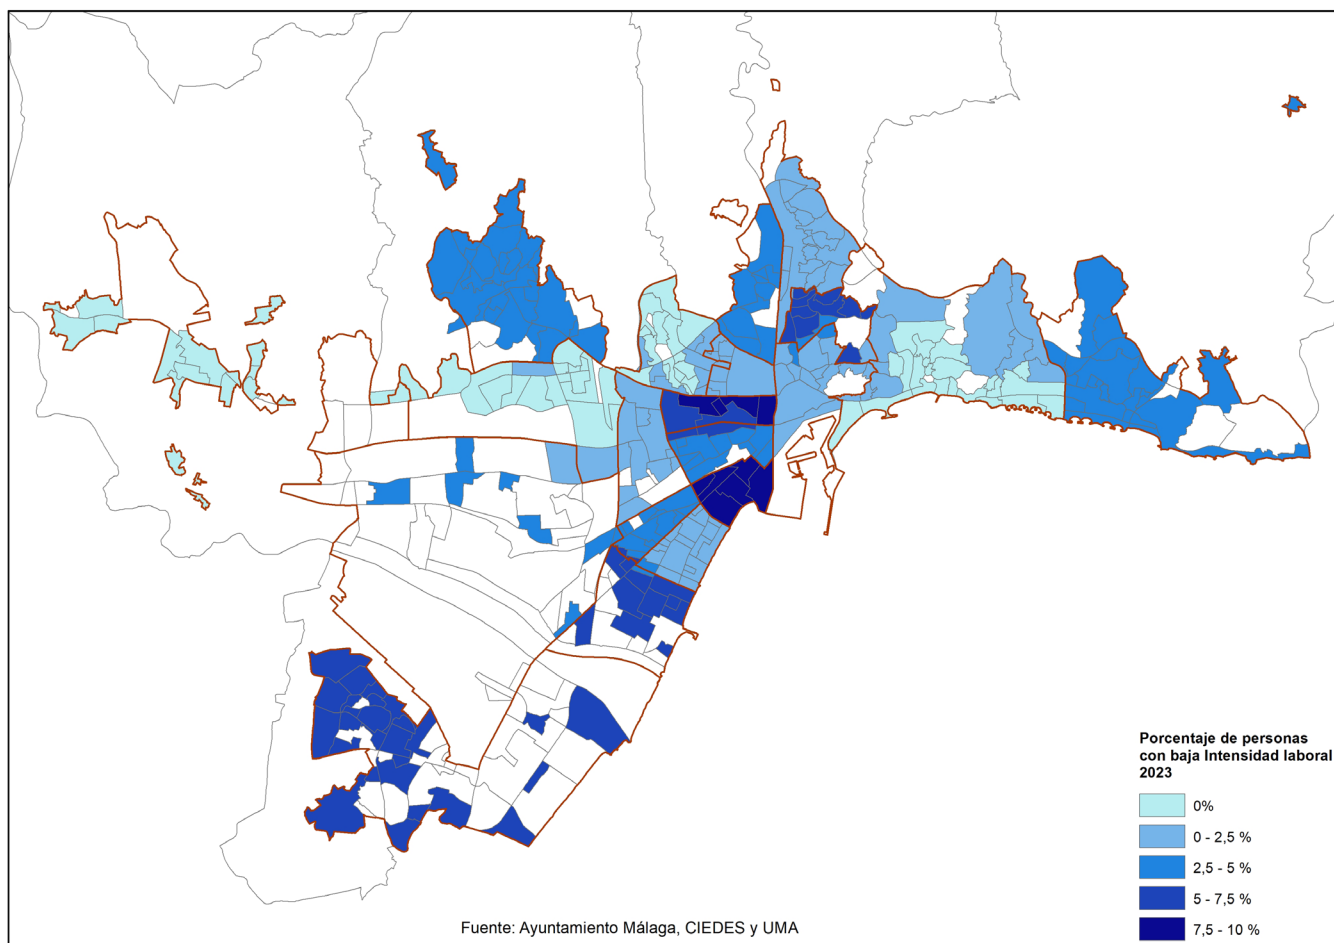 Porcentaje de personas
con baja Intensidad laboral
2023
0%
0 - 2,5 %
2,5 - 5 %
5 - 7,5 %
7,5 - 10 %
Fuente: Ayuntamiento Málaga, CIEDES y UMA